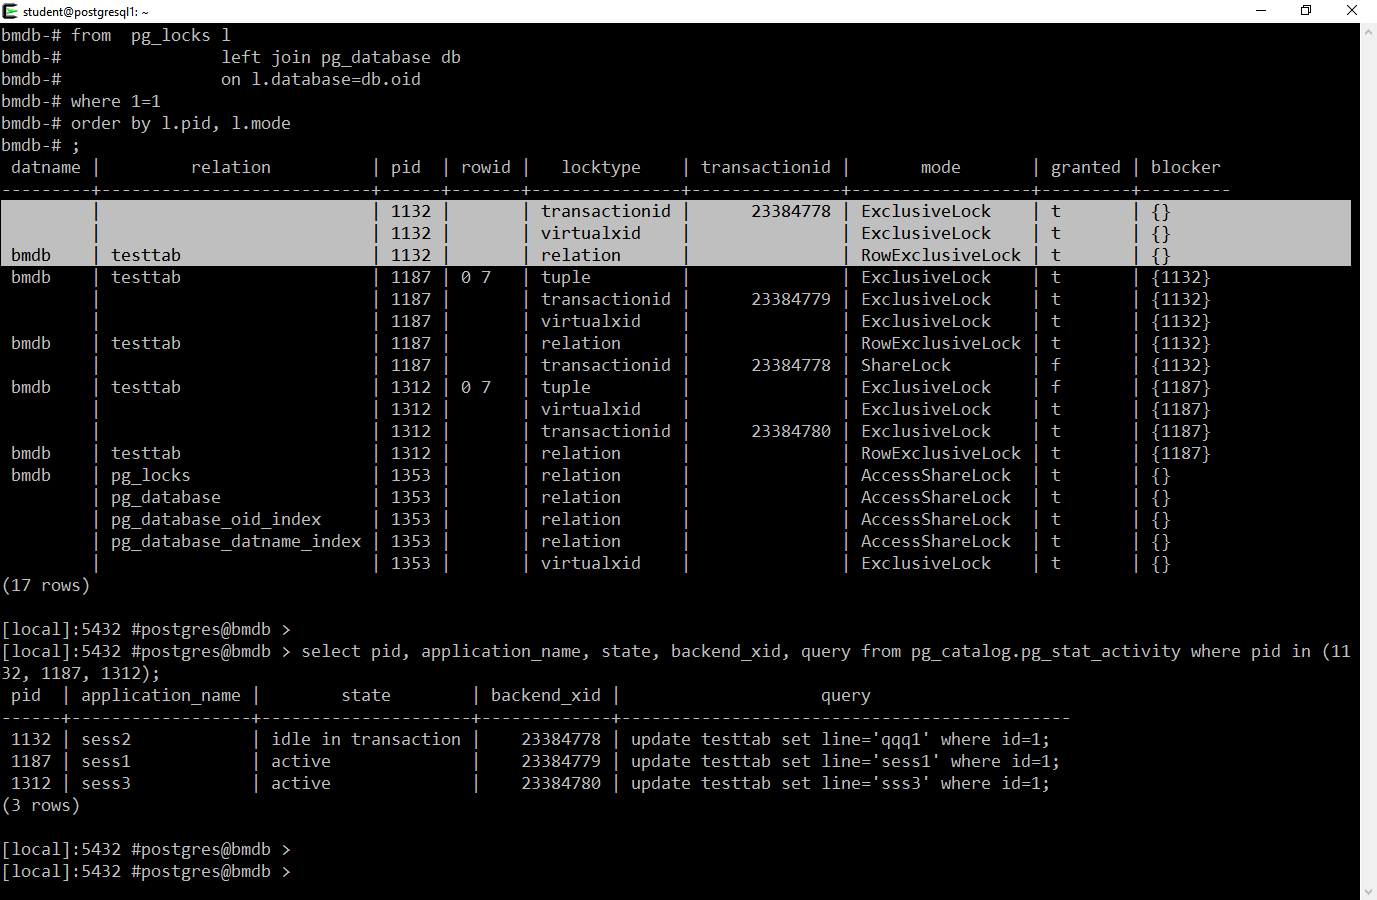 student@postgresql1: ~
bmdb-# from  pg_locks l
bmdb-#                left join pg_database db
bmdb-#                on l.database=db.oid
bmdb-# where 1=1
bmdb-# order by l.pid, l.mode
bmdb-# ;
 datname |         relation          | pid  | rowid |   locktype    | transactionid |       mode       | granted | blocker
---------+---------------------------+------+-------+---------------+---------------+------------------+---------+---------
         |                           | 1132 |       | transactionid |      23384778 | ExclusiveLock    | t       | {}
         |                           | 1132 |       | virtualxid    |               | ExclusiveLock    | t       | {}
 bmdb    | testtab                   | 1132 |       | relation      |               | RowExclusiveLock | t       | {}
 bmdb    | testtab                   | 1187 | 0 7   | tuple         |               | ExclusiveLock    | t       | {1132}
         |                           | 1187 |       | transactionid |      23384779 | ExclusiveLock    | t       | {1132}
         |                           | 1187 |       | virtualxid    |               | ExclusiveLock    | t       | {1132}
 bmdb    | testtab                   | 1187 |       | relation      |               | RowExclusiveLock | t       | {1132}
         |                           | 1187 |       | transactionid |      23384778 | ShareLock        | f       | {1132}
 bmdb    | testtab                   | 1312 | 0 7   | tuple         |               | ExclusiveLock    | f       | {1187}
         |                           | 1312 |       | virtualxid    |               | ExclusiveLock    | t       | {1187}
         |                           | 1312 |       | transactionid |      23384780 | ExclusiveLock    | t       | {1187}
 bmdb    | testtab                   | 1312 |       | relation      |               | RowExclusiveLock | t       | {1187}
 bmdb    | pg_locks                  | 1353 |       | relation      |               | AccessShareLock  | t       | {}
         | pg_database               | 1353 |       | relation      |               | AccessShareLock  | t       | {}
         | pg_database_oid_index     | 1353 |       | relation      |               | AccessShareLock  | t       | {}
         | pg_database_datname_index | 1353 |       | relation      |               | AccessShareLock  | t       | {}
         |                           | 1353 |       | virtualxid    |               | ExclusiveLock    | t       | {}
(17 rows)
[local]:5432 #postgres@bmdb >
[local]:5432 #postgres@bmdb > select pid, application_name, state, backend_xid, query from pg_catalog.pg_stat_activity where pid in (11
32, 1187, 1312);
 pid  | application_name |        state        | backend_xid |                    query
------+------------------+---------------------+-------------+---------------------------------------------
 1132 | sess2            | idle in transaction |    23384778 | update testtab set line='qqq1' where id=1;
 1187 | sess1            | active              |    23384779 | update testtab set line='sess1' where id=1;
 1312 | sess3            | active              |    23384780 | update testtab set line='sss3' where id=1;
(3 rows)
[local]:5432 #postgres@bmdb >
[local]:5432 #postgres@bmdb >